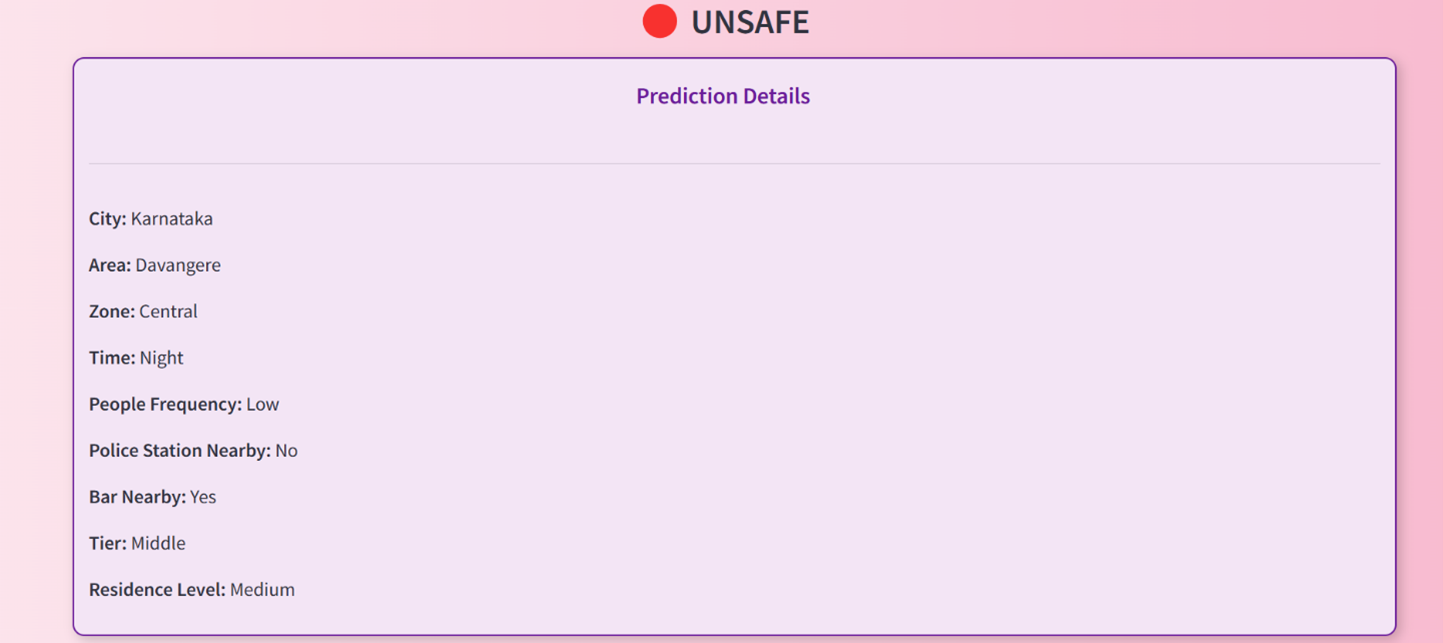 UNSAFE
Prediction Details
City: Karnataka
Area: Davangere
Zone: Central
Time: Night
People Frequency: Low
Police Station Nearby: No
Bar Nearby: Yes
Tier: Middle
Residence Level: Medium